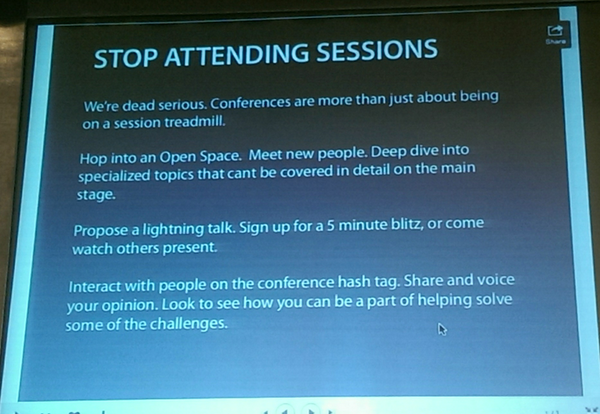 STOP ATTENDING SESSIONS
Share
We're dead serious. Conferences are more than just about being
on a session treadmill.
Hop into an Open Space. Meet new people. Deep dive into
specialized topics that cant be covered in detail on the main
stage.
Propose a lightning talk. Sign up for a 5 minute blitz, or come
watch others present.
Interact with people on the conference hash tag. Share and voice
your opinion. Look to see how you can be a part of helping solve
some of the challenges.